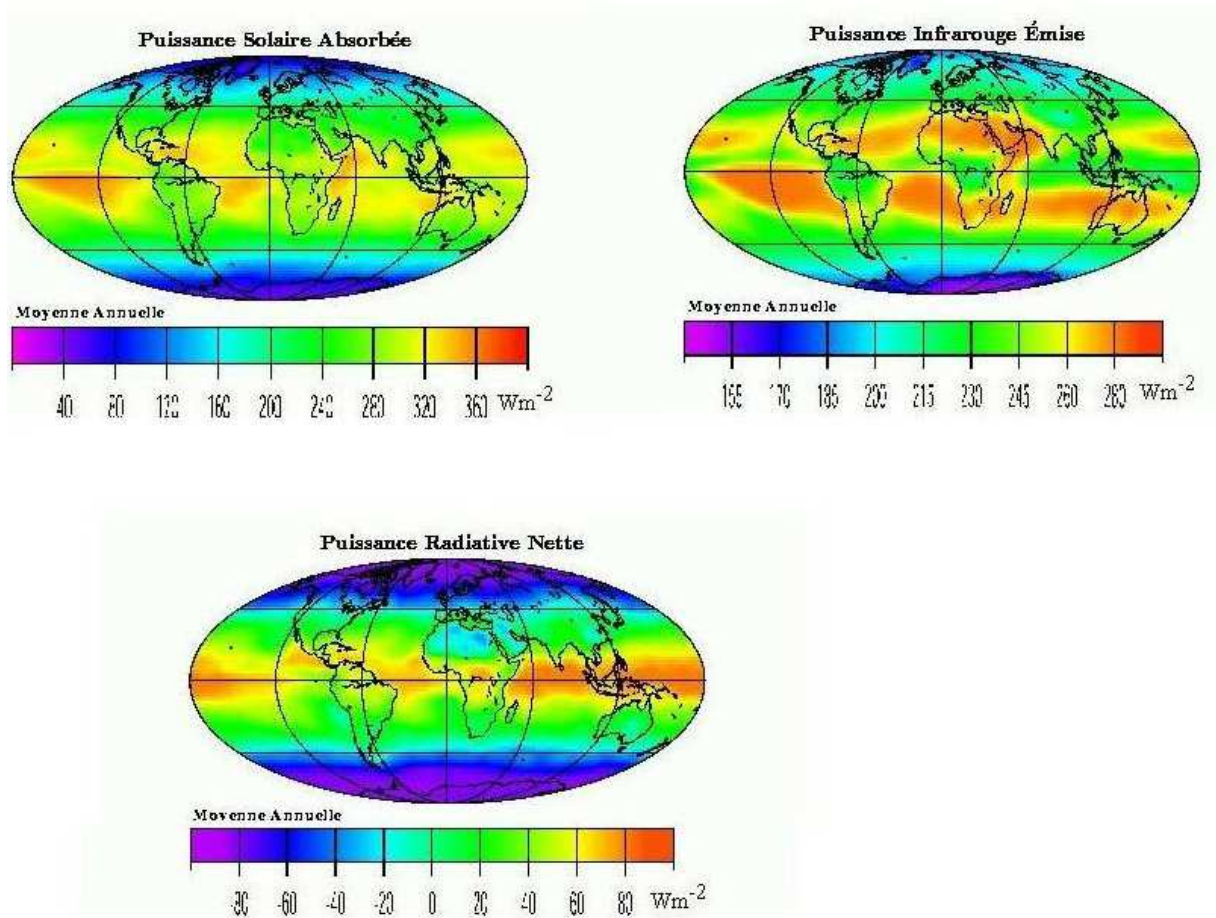 Puissance Solaire Absorbée
Moyenne Annuelle
40 80 120 160 200 240 280 320 360 Wm-2
Puissance Infrarouge Émise
Moyenne Annuelle
155 170 185 200 215 230 245 260 280 Wm-2
Puissance Radiative Nette
Moyenne Annuelle
-80 -60 -40 -20 0 20 40 60 80 Wm-2